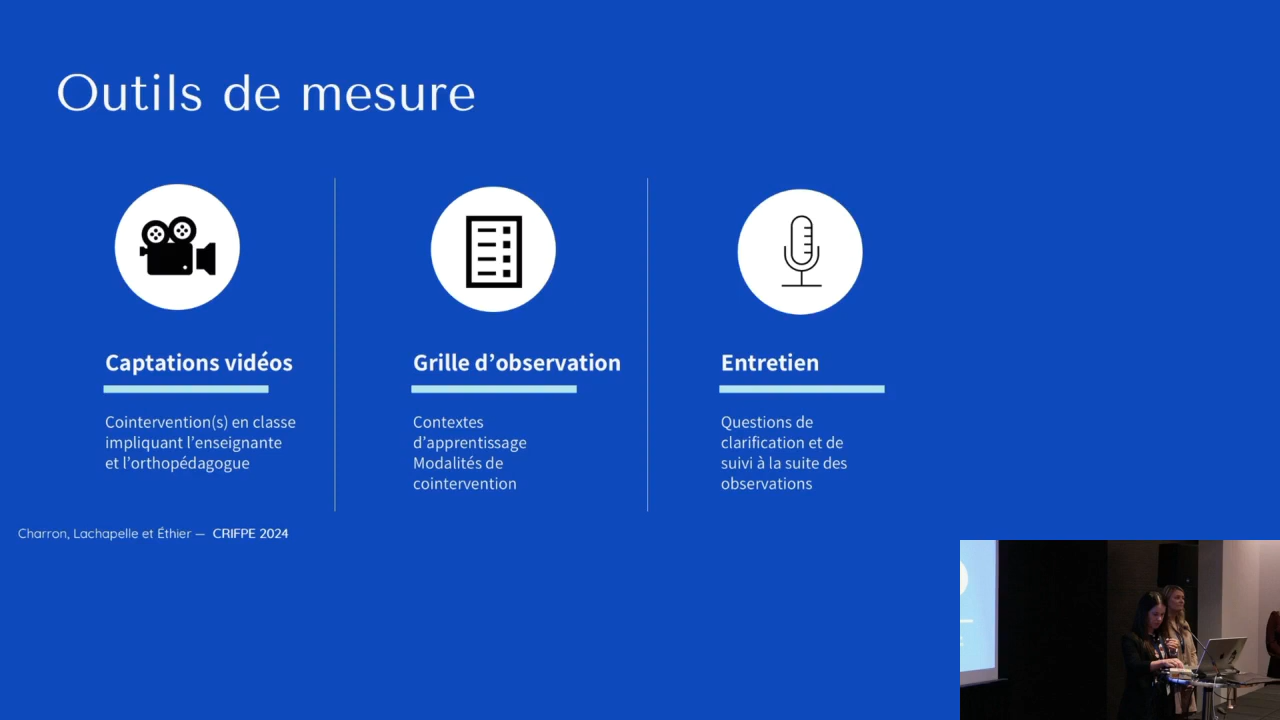 Outils de mesure
Captations vidéos
Cointervention(s) en classe
impliquant l’enseignante
et l’orthopédagogue
Grille d’observation
Contextes
d’apprentissage
Modalités de
cointervention
Entretien
Questions de
clarification et de
suivi à la suite des
observations
Charron, Lachapelle et Éthier — CRIFPE 2024